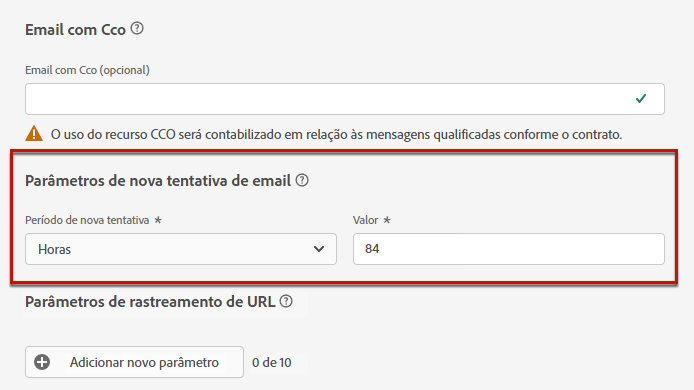 Email com Cco
Email com Cco (opcional)
O uso do recurso CCO será contabilizado em relação às mensagens qualificadas conforme o contrato.
Parâmetros de nova tentativa de email
Período de nova tentativa * Valor *
Horas 84
Parâmetros de rastreamento de URL
Adicionar novo parâmetro 0 de 10